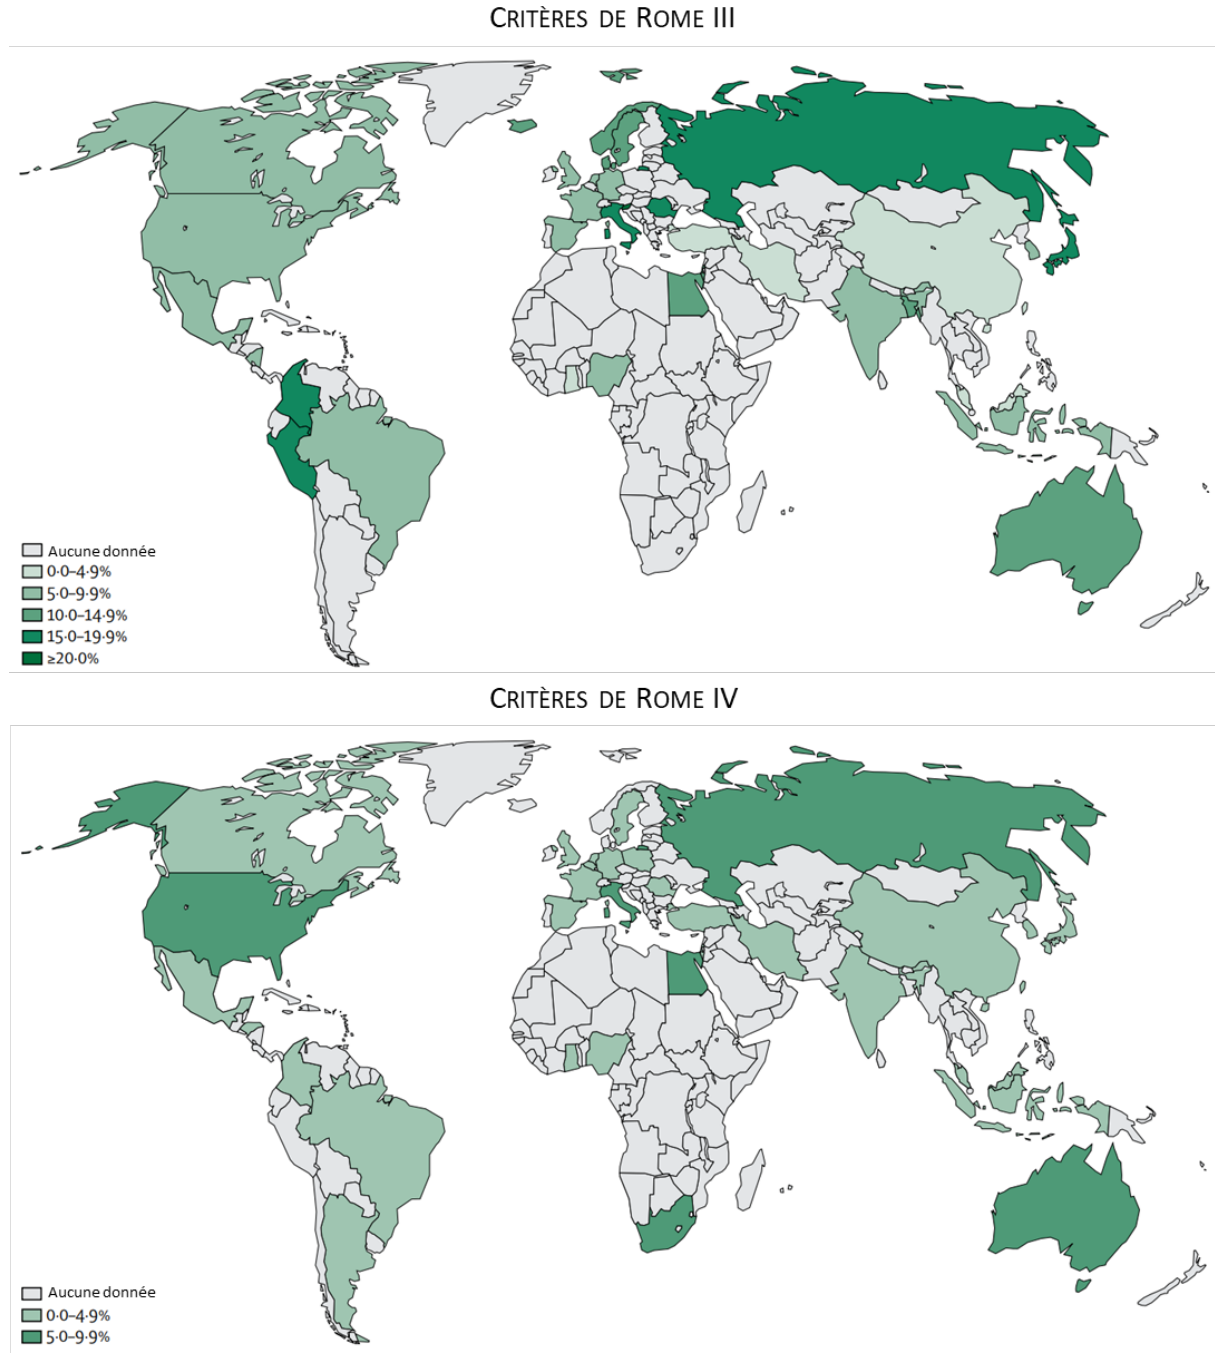 CRITÈRES DE ROME III
Aucune donnée
0·0–4·9%
5·0–9·9%
10·0–14·9%
15·0–19·9%
≥20·0%
CRITÈRES DE ROME IV
Aucune donnée
0·0–4·9%
5·0–9·9%